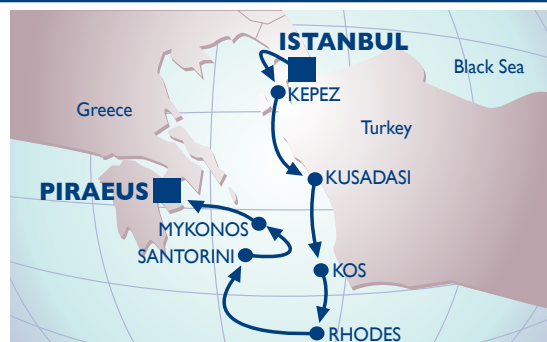 ISTANBUL
Black Sea
KEPEZ
Greece
Turkey
KUSADASI
PIRAEUS
MYKONOS
SANTORINI
KOS
RHODES